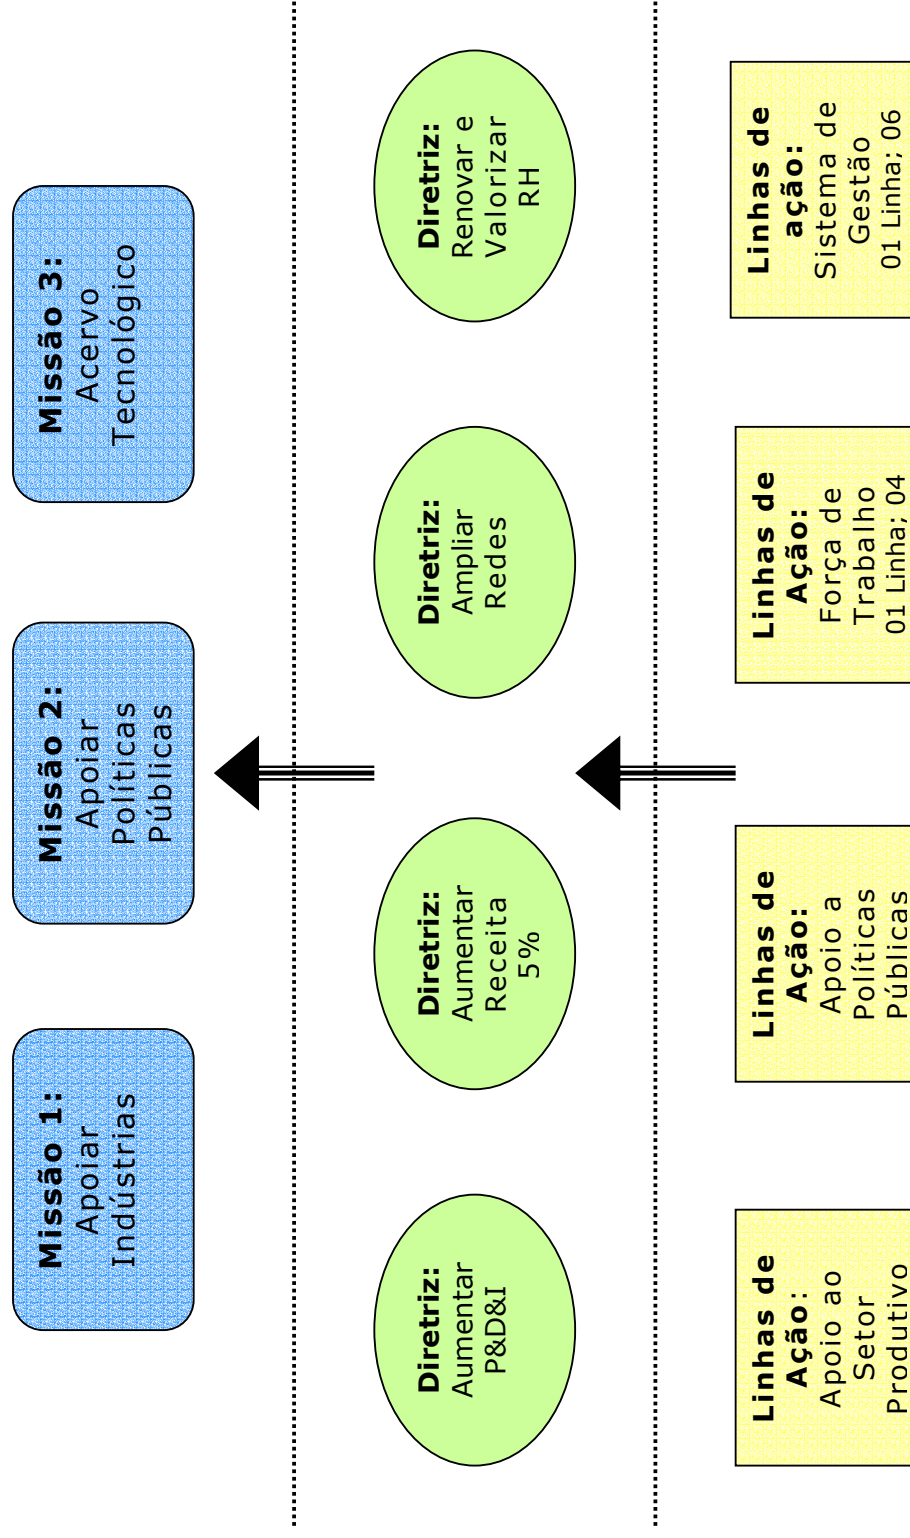 Missão 1:
Apoiar
Indústrias
Missão 2:
Apoiar
Políticas
Públicas
Missão 3:
Acervo
Tecnológico
Diretriz:
Aumentar
P&D&I
Diretriz:
Aumentar
Receita
5%
Diretriz:
Ampliar
Redes
Diretriz:
Renovar e
Valorizar
RH
Linhas de
Ação:
Apoio ao
Setor
Produtivo
Linhas de
Ação:
Apoio a
Políticas
Públicas
Linhas de
Ação:
Força de
Trabalho
01 Linha; 04
Linhas de
ação:
Sistema de
Gestão
01 Linha; 06